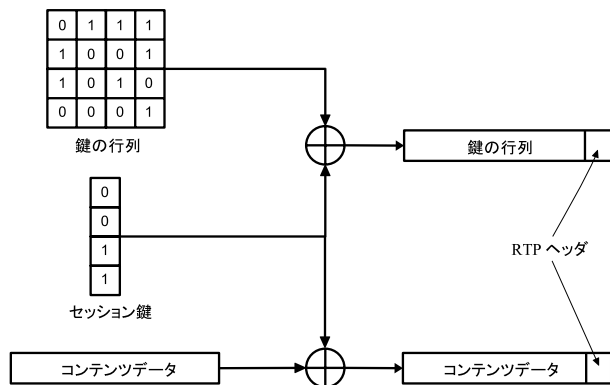 0 1 1 1
1 0 0 1
1 0 1 0
0 0 0 1
鍵の行列
鍵の行列
0
0
1
1
RTP ヘッダ
セッション鍵
コンテンツデータ
コンテンツデータ